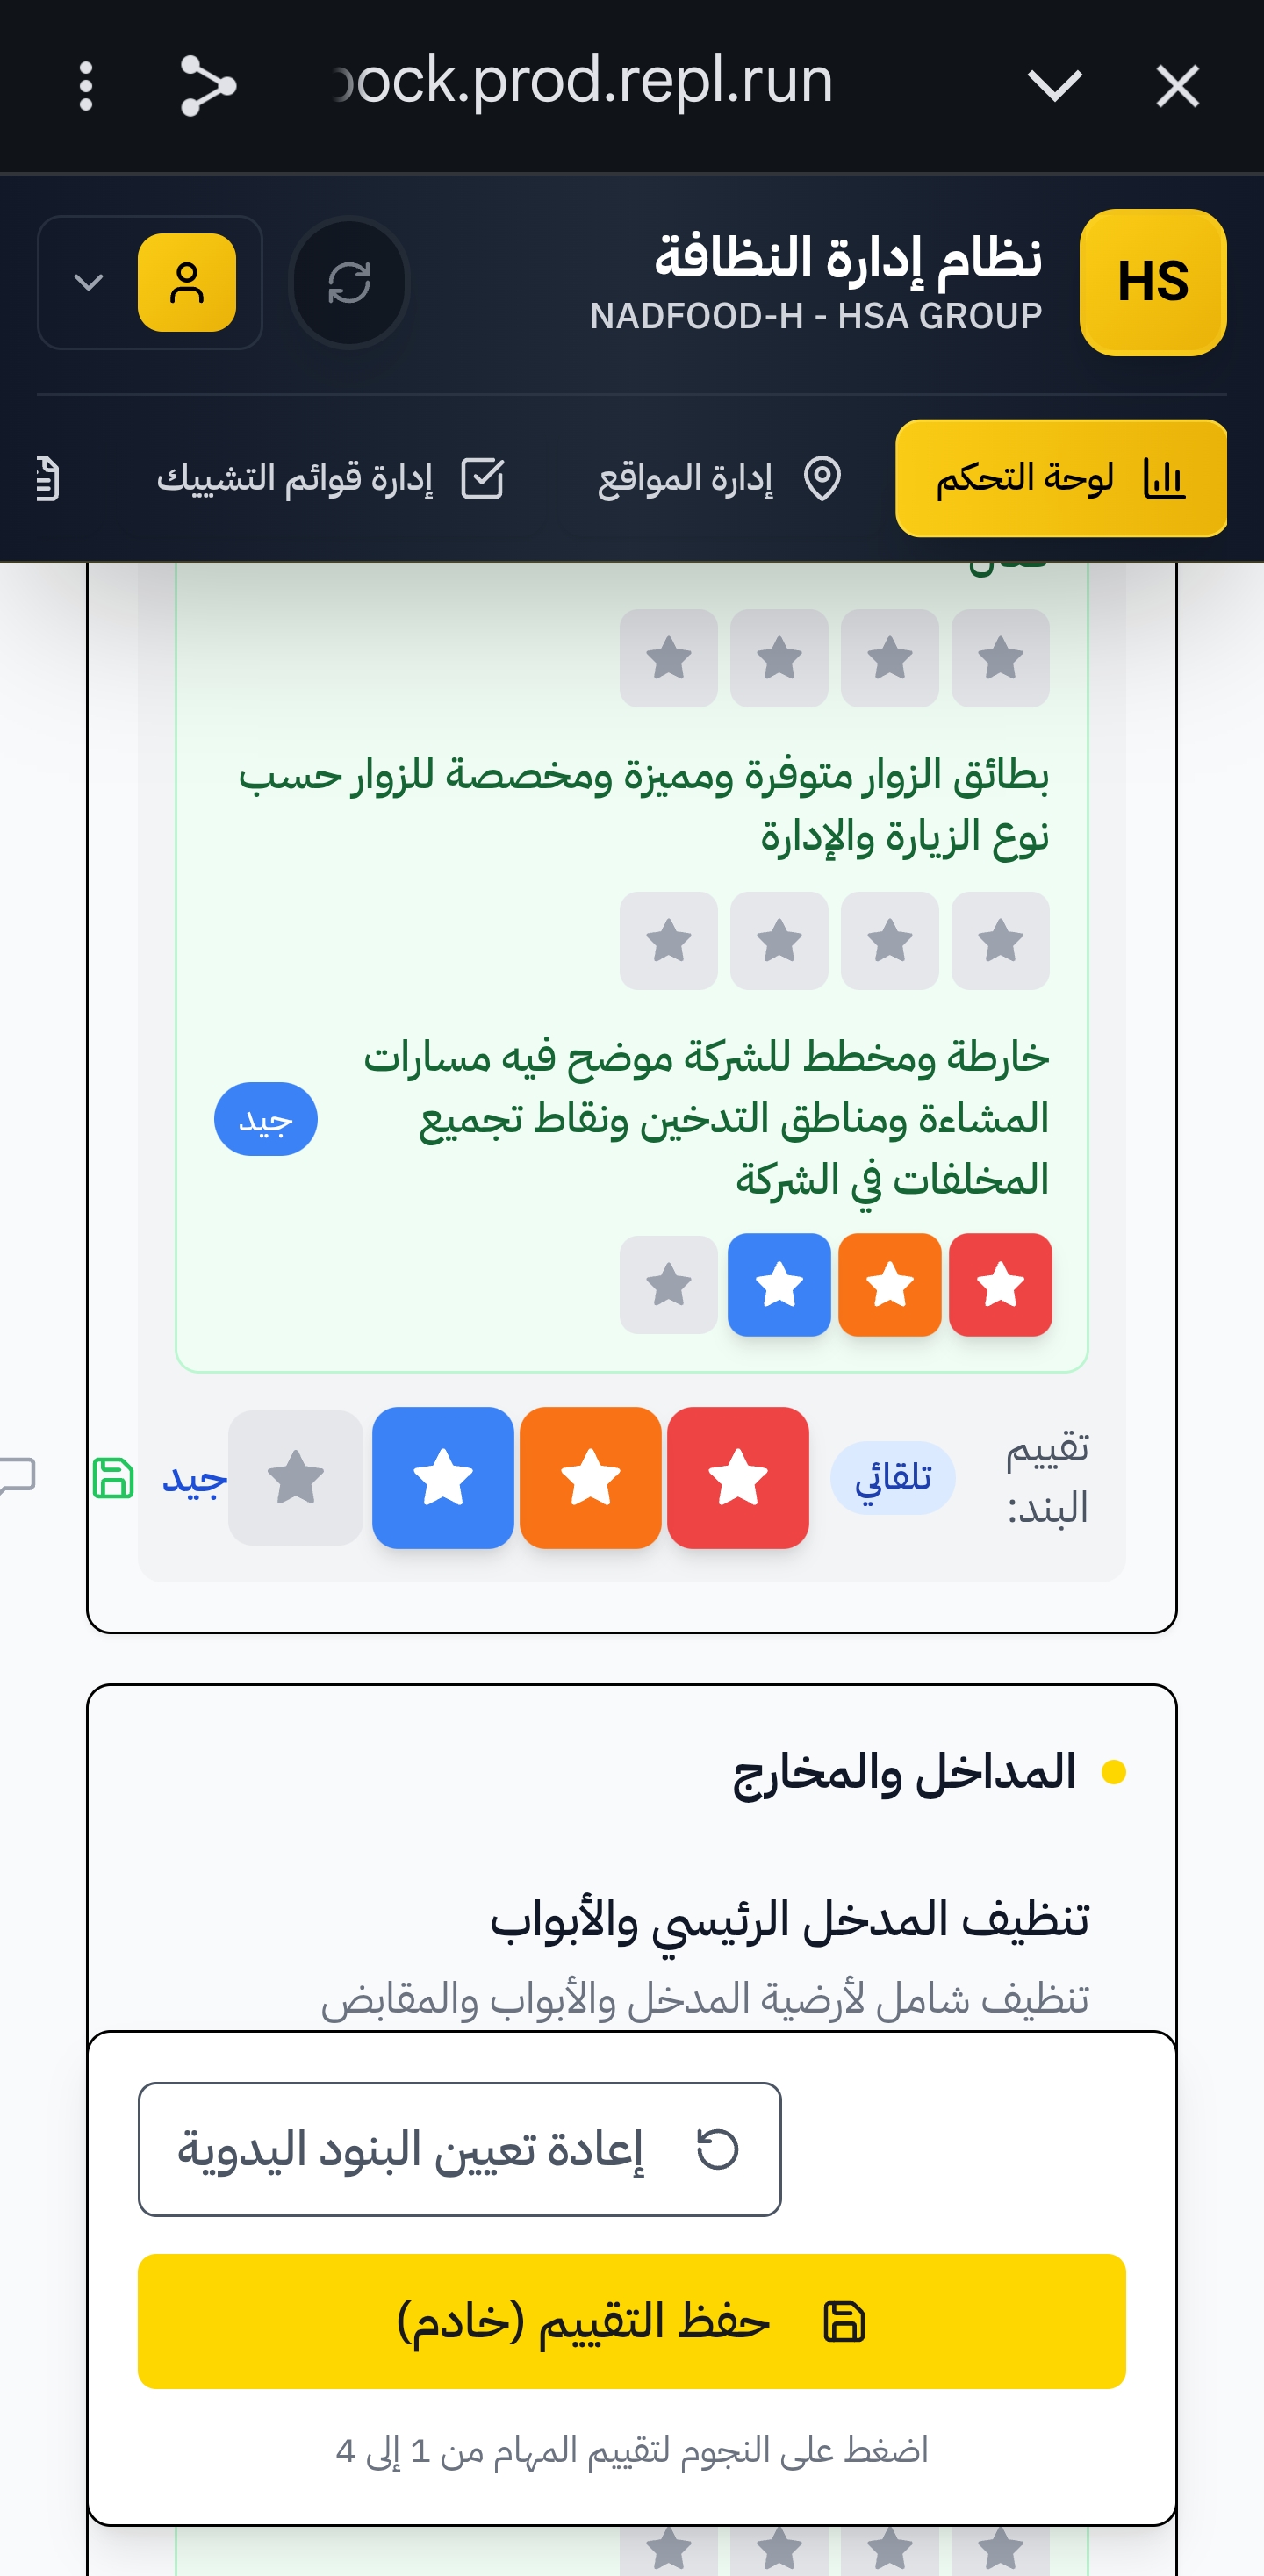 ock.prod.repl.run
HS
نظام إدارة النظافة
NADFOOD-H - HSA GROUP
لوحة التحكم
إدارة المواقع
إدارة قوائم التشييك
بطائق الزوار متوفرة ومميزة ومخصصة للزوار حسب
نوع الزيارة والإدارة
خارطة ومخطط للشركة موضح فيه مسارات
المشاءة ومناطق التدخين ونقاط تجميع
المخلفات في الشركة
جيد
تقييم
البند:
تلقائي
جيد
المداخل والمخارج
تنظيف المدخل الرئيسي والأبواب
تنظيف شامل لأرضية المدخل والأبواب والمقابض
إعادة تعيين البنود اليدوية
حفظ التقييم (خادم)
اضغط على النجوم لتقييم المهام من 1 إلى 4